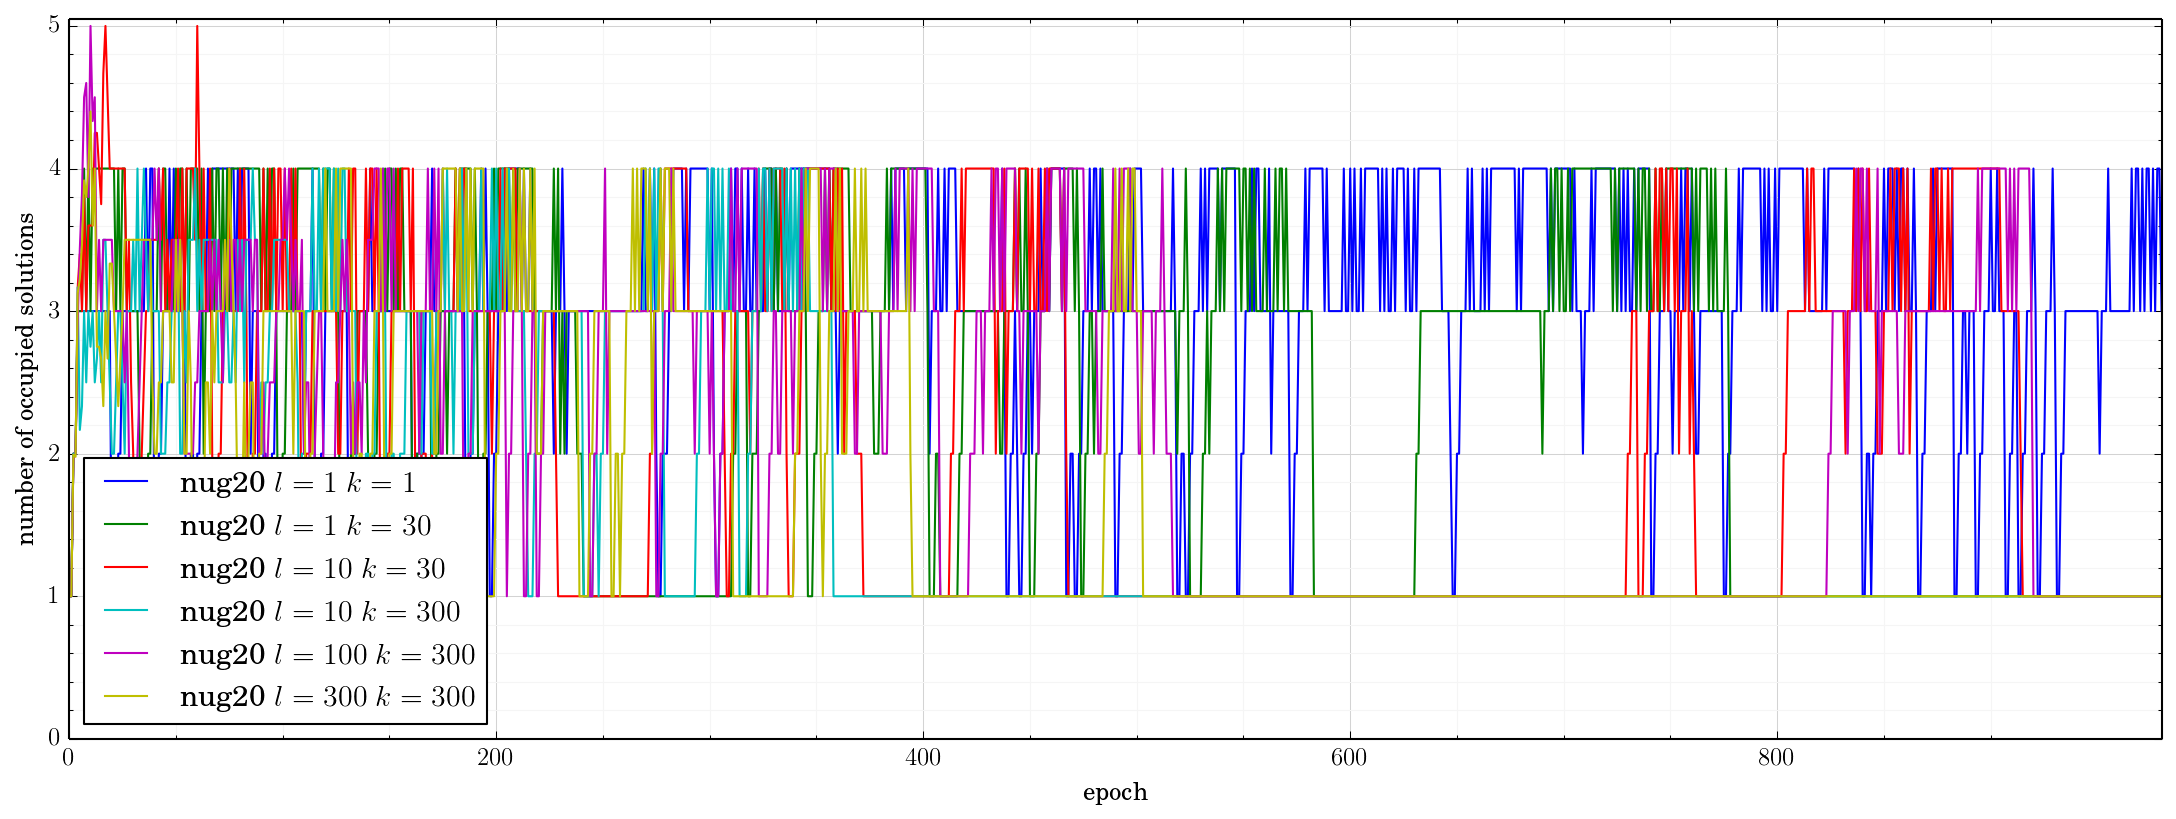 number of occupied solutions
5
4
3
2
1
0
nug20 l = 1 k = 1
nug20 l = 1 k = 30
nug20 l = 10 k = 30
nug20 l = 10 k = 300
nug20 l = 100 k = 300
nug20 l = 300 k = 300
0 200 400 600 800
epoch